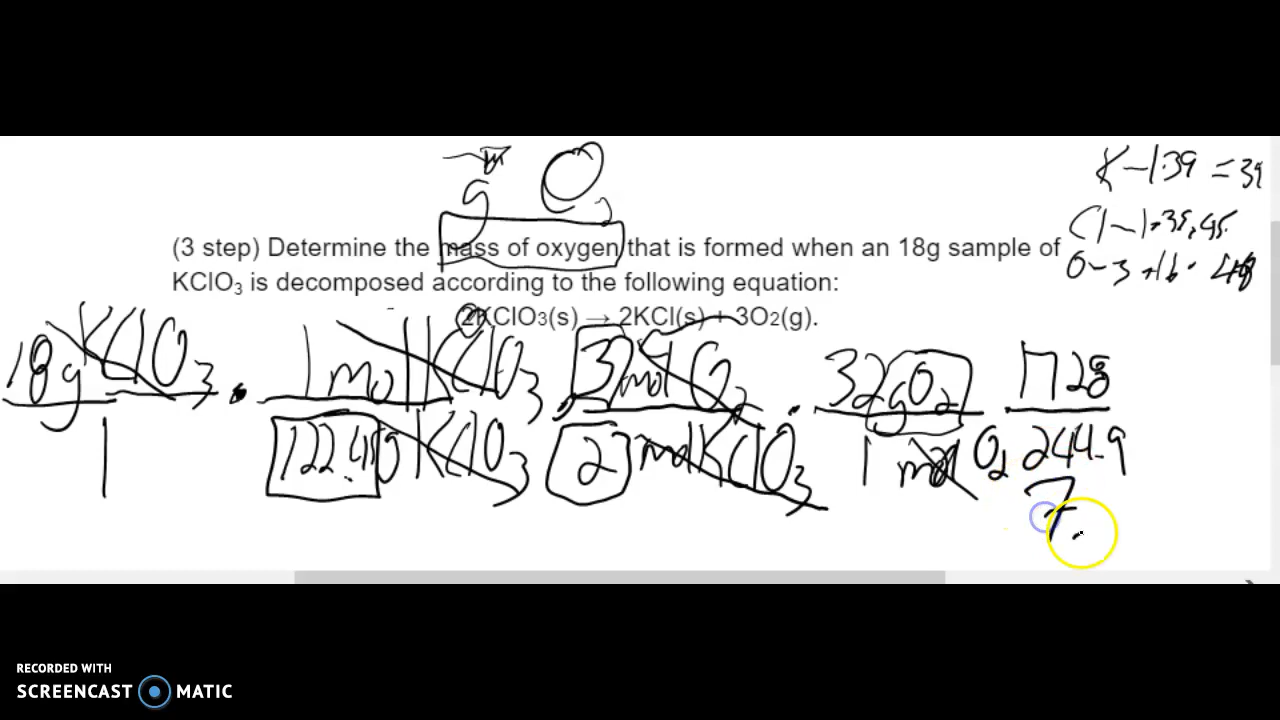 K - 1·39 = 39
g O2
Cl - 1·35.45
(3 step) Determine the mass of oxygen that is formed when an 18g sample of
O - 3·16 · 48
KClO3 is decomposed according to the following equation:
2KClO3(s) → 2KCl(s) + 3O2(g).
18g KClO3 · 1 mol KClO3 · 3 mol O2 · 32 g O2 1728
1 122.45g KClO3 2 mol KClO3 1 mol O2 244.9
7.
RECORDED WITH
SCREENCAST MATIC